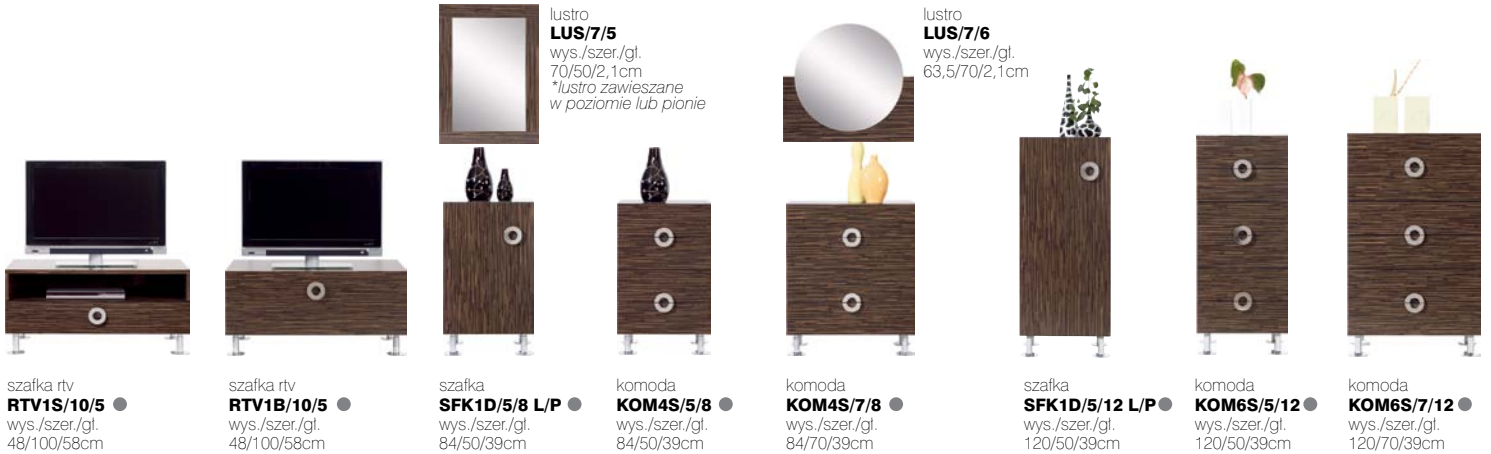 lustro
LUS/7/5
wys./szer./gł.
70/50/2,1cm
*lustro zawieszane
w poziomie lub pionie
lustro
LUS/7/6
wys./szer./gł.
63,5/70/2,1cm
szafka rtv
RTV1S/10/5
wys./szer./gł.
48/100/58cm
szafka rtv
RTV1B/10/5
wys./szer./gł.
48/100/58cm
szafka
SFK1D/5/8 L/P
wys./szer./gł.
84/50/39cm
komoda
KOM4S/5/8
wys./szer./gł.
84/50/39cm
komoda
KOM4S/7/8
wys./szer./gł.
84/70/39cm
szafka
SFK1D/5/12 L/P
wys./szer./gł.
120/50/39cm
komoda
KOM6S/5/12
wys./szer./gł.
120/50/39cm
komoda
KOM6S/7/12
wys./szer./gł.
120/70/39cm